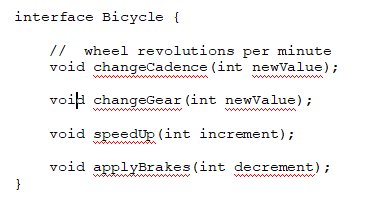 interface Bicycle {
//  wheel revolutions per minute
void changeCadence(int newValue);
void changeGear(int newValue);
void speedUp(int increment);
void applyBrakes(int decrement);
}